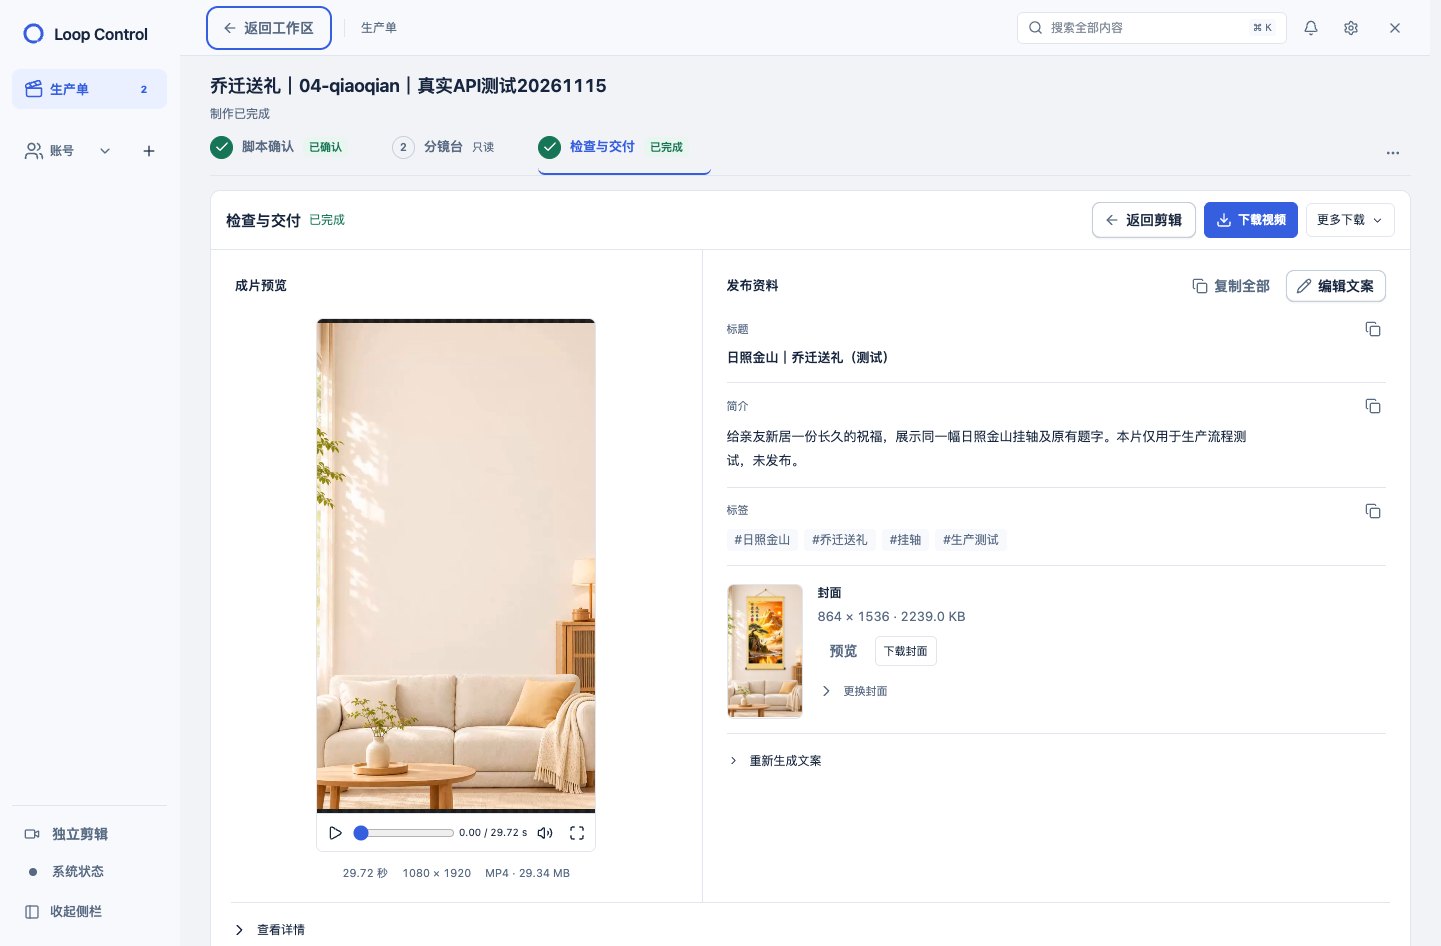 Loop Control
返回工作区
生产单
搜索全部内容
⌘ K
生产单
2
账号
乔迁送礼｜04-qiaoqian｜真实API测试20261115
制作已完成
脚本确认 已确认
2 分镜台 只读
检查与交付 已完成
检查与交付 已完成
返回剪辑
下载视频
更多下载
成片预览
0.00 / 29.72 s
29.72 秒 1080 × 1920 MP4 · 29.34 MB
发布资料
复制全部
编辑文案
标题
日照金山｜乔迁送礼（测试）
简介
给亲友新居一份长久的祝福，展示同一幅日照金山挂轴及原有题字。本片仅用于生产流程测
试，未发布。
标签
#日照金山 #乔迁送礼 #挂轴 #生产测试
封面
864 × 1536 · 2239.0 KB
预览
下载封面
更换封面
重新生成文案
查看详情
独立剪辑
系统状态
收起侧栏